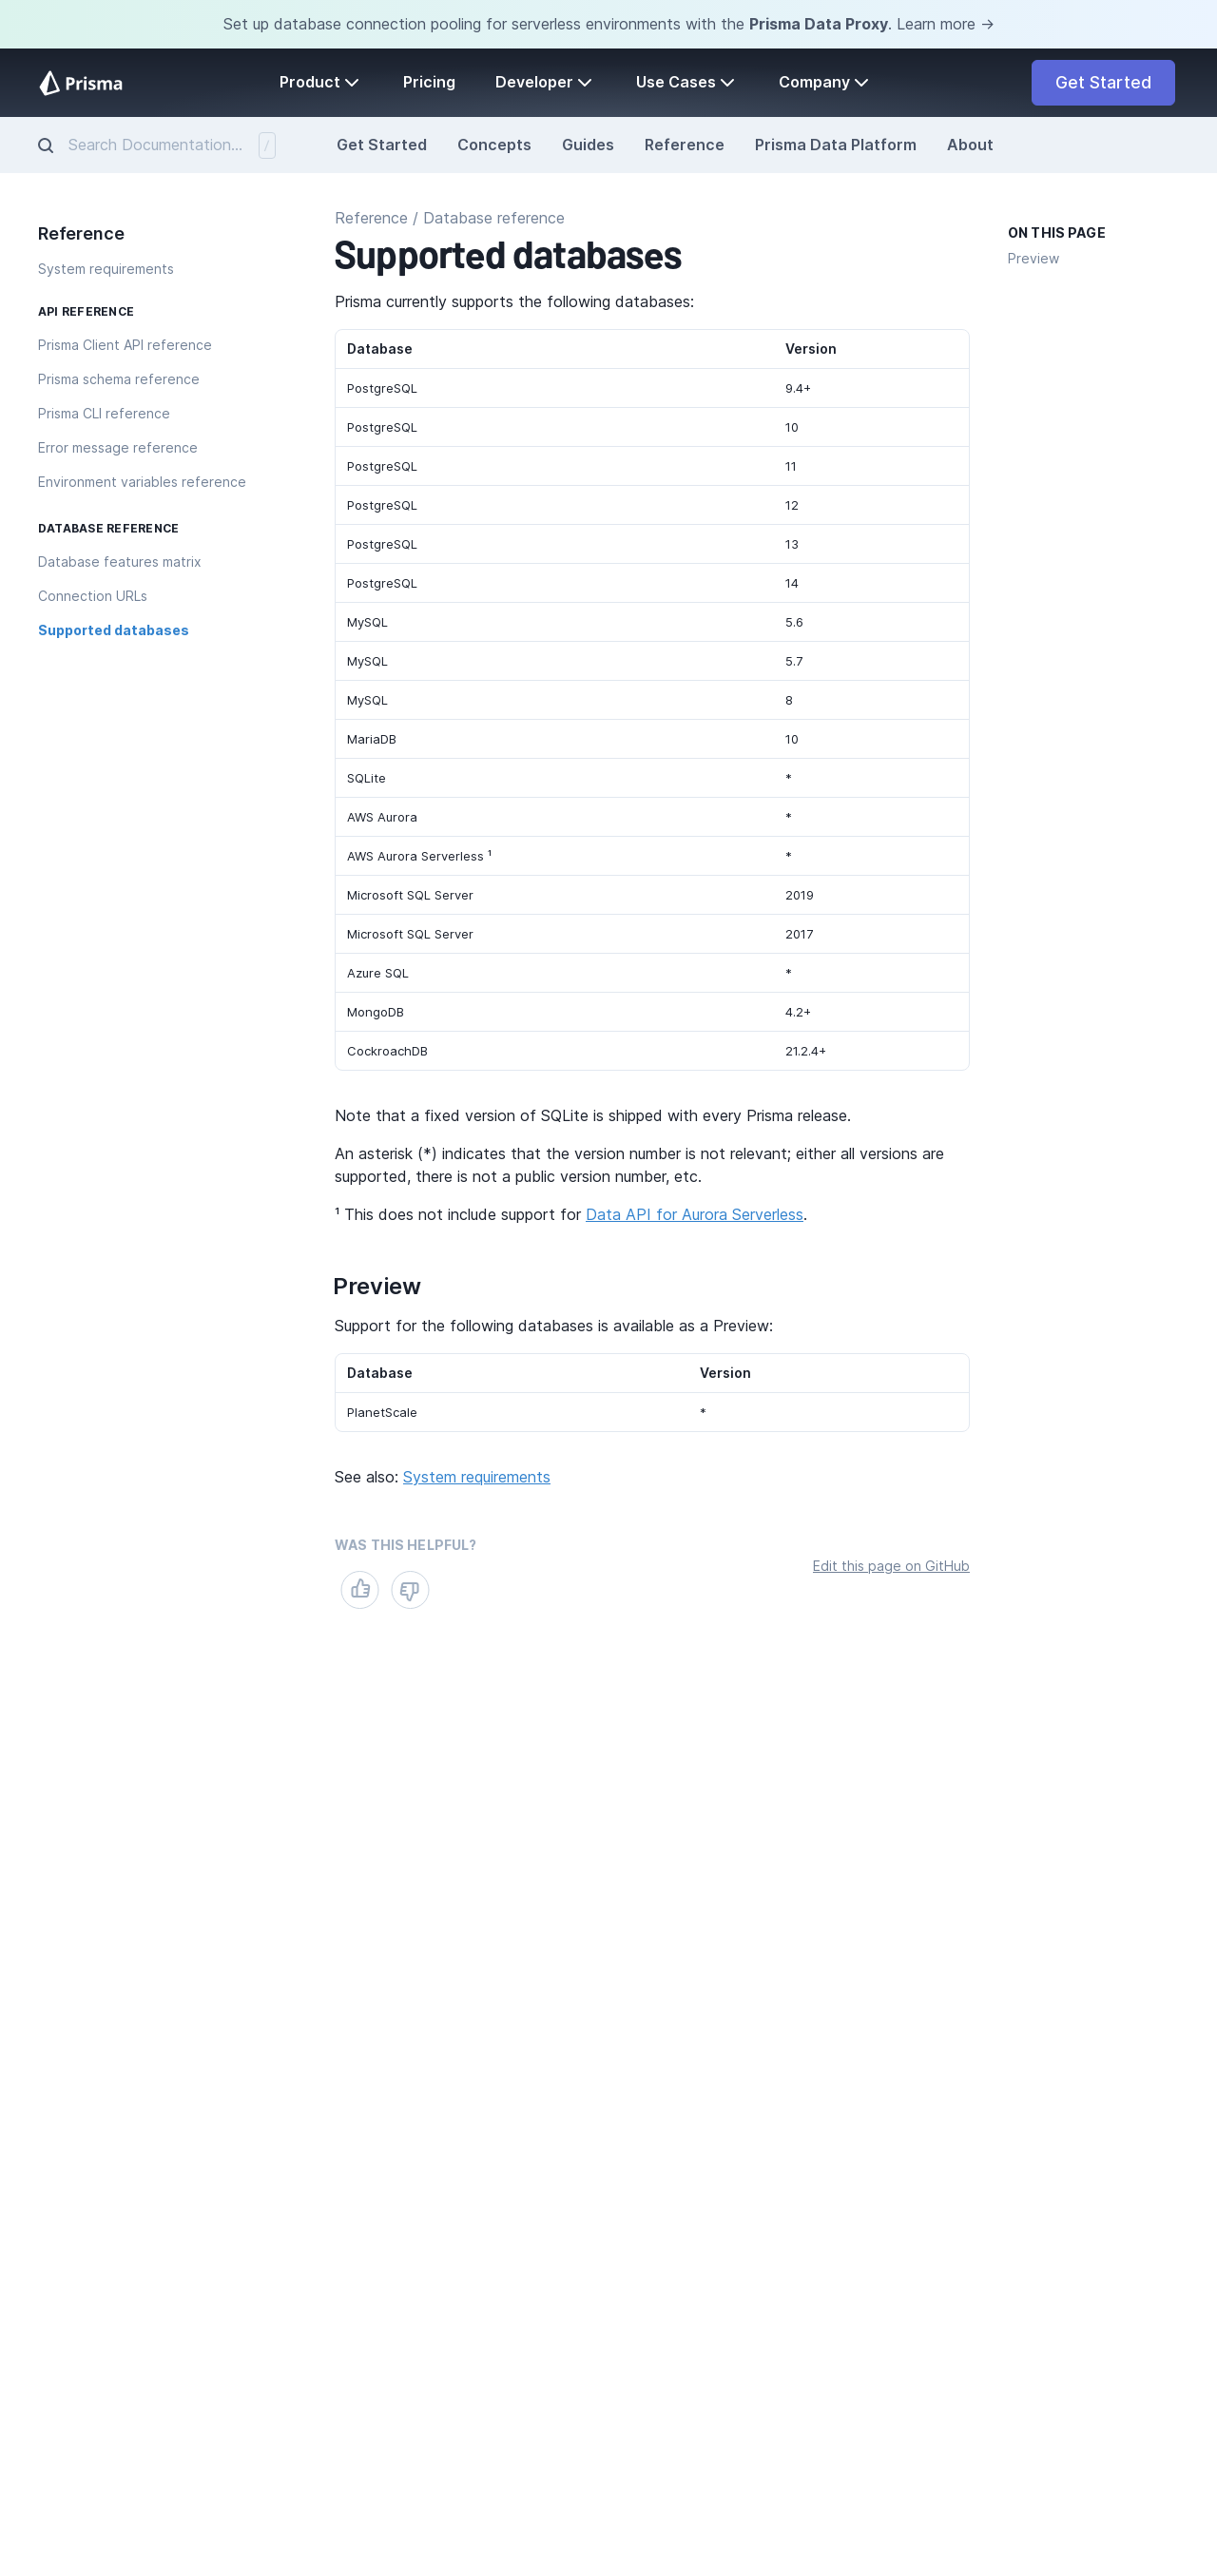 Set up database connection pooling for serverless environments with the Prisma Data Proxy. Learn more →
Prisma
Product
Pricing
Developer
Use Cases
Company
Get Started
Search Documentation...
/
Get Started
Concepts
Guides
Reference
Prisma Data Platform
About
Reference
System requirements
API REFERENCE
Prisma Client API reference
Prisma schema reference
Prisma CLI reference
Error message reference
Environment variables reference
DATABASE REFERENCE
Database features matrix
Connection URLs
Supported databases
Reference / Database reference
Supported databases
Prisma currently supports the following databases:
Database Version
PostgreSQL 9.4+
PostgreSQL 10
PostgreSQL 11
PostgreSQL 12
PostgreSQL 13
PostgreSQL 14
MySQL 5.6
MySQL 5.7
MySQL 8
MariaDB 10
SQLite *
AWS Aurora *
AWS Aurora Serverless ¹ *
Microsoft SQL Server 2019
Microsoft SQL Server 2017
Azure SQL *
MongoDB 4.2+
CockroachDB 21.2.4+
Note that a fixed version of SQLite is shipped with every Prisma release.
An asterisk (*) indicates that the version number is not relevant; either all versions are
supported, there is not a public version number, etc.
¹ This does not include support for Data API for Aurora Serverless.
Preview
Support for the following databases is available as a Preview:
Database Version
PlanetScale *
See also: System requirements
WAS THIS HELPFUL?
Edit this page on GitHub
ON THIS PAGE
Preview